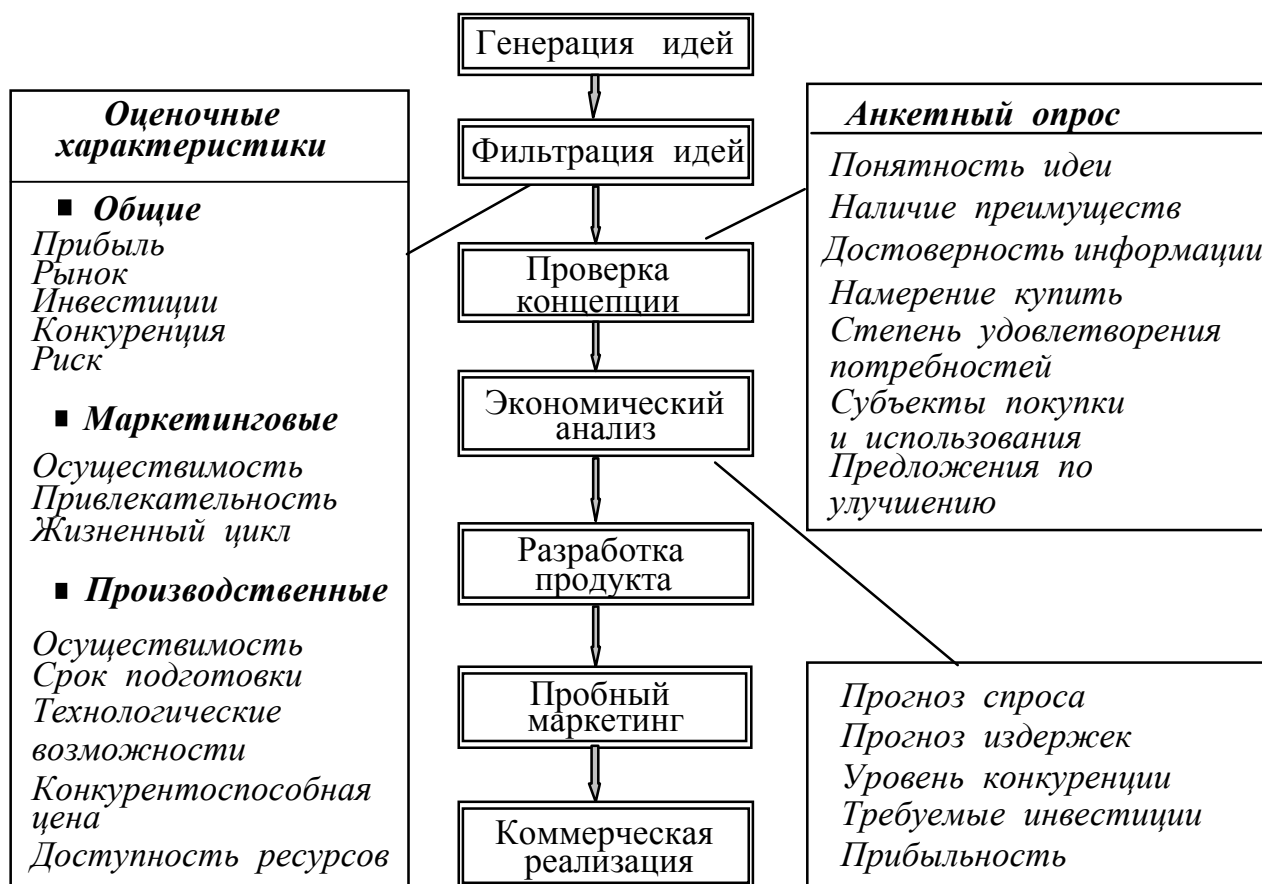 Генерация идей
Фильтрация идей
Проверка
концепции
Экономический
анализ
Разработка
продукта
Пробный
маркетинг
Коммерческая
реализация
Оценочные
характеристики
▪ Общие
Прибыль
Рынок
Инвестиции
Конкуренция
Риск
▪ Маркетинговые
Осуществимость
Привлекательность
Жизненный цикл
▪ Производственные
Осуществимость
Срок подготовки
Технологические
возможности
Конкурентоспособная
цена
Доступность ресурсов
Анкетный опрос
Понятность идеи
Наличие преимуществ
Достоверность информации
Намерение купить
Степень удовлетворения
потребностей
Субъекты покупки
и использования
Предложения по
улучшению
Прогноз спроса
Прогноз издержек
Уровень конкуренции
Требуемые инвестиции
Прибыльность